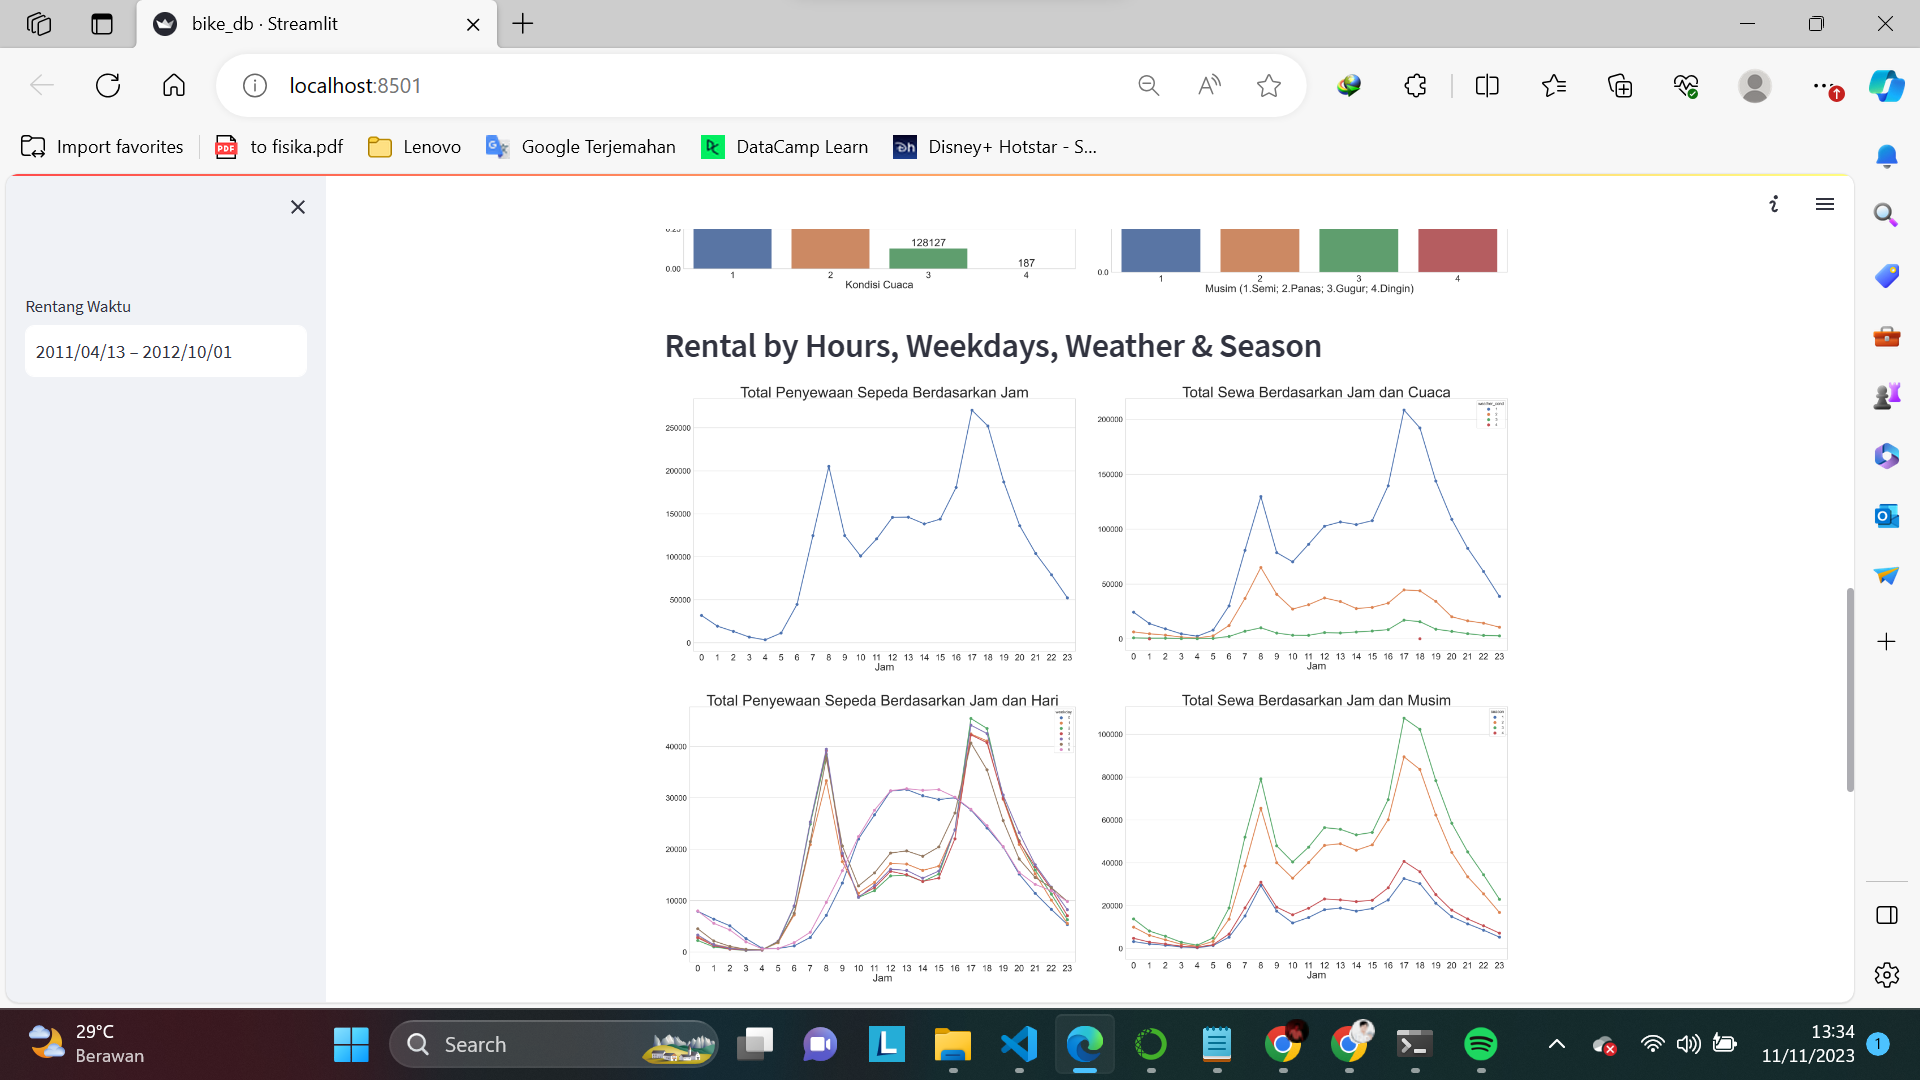 bike_db · Streamlit
localhost:8501
Import favorites
to fisika.pdf
Lenovo
Google Terjemahan
DataCamp Learn
Disney+ Hotstar - S...
Rentang Waktu
2011/04/13 – 2012/10/01
0.00
128127
187
1 2 3 4
Kondisi Cuaca
0.0
1 2 3 4
Musim (1.Semi; 2.Panas; 3.Gugur; 4.Dingin)
Rental by Hours, Weekdays, Weather & Season
Total Penyewaan Sepeda Berdasarkan Jam
250000
200000
150000
100000
50000
0
0 1 2 3 4 5 6 7 8 9 10 11 12 13 14 15 16 17 18 19 20 21 22 23
Jam
Total Sewa Berdasarkan Jam dan Cuaca
200000
150000
100000
50000
0
0 1 2 3 4 5 6 7 8 9 10 11 12 13 14 15 16 17 18 19 20 21 22 23
Jam
Total Penyewaan Sepeda Berdasarkan Jam dan Hari
weekday
40000
30000
20000
10000
0
0 1 2 3 4 5 6 7 8 9 10 11 12 13 14 15 16 17 18 19 20 21 22 23
Jam
Total Sewa Berdasarkan Jam dan Musim
season
100000
80000
60000
40000
20000
0
0 1 2 3 4 5 6 7 8 9 10 11 12 13 14 15 16 17 18 19 20 21 22 23
Jam
29°C
Berawan
Search
13:34
11/11/2023
1